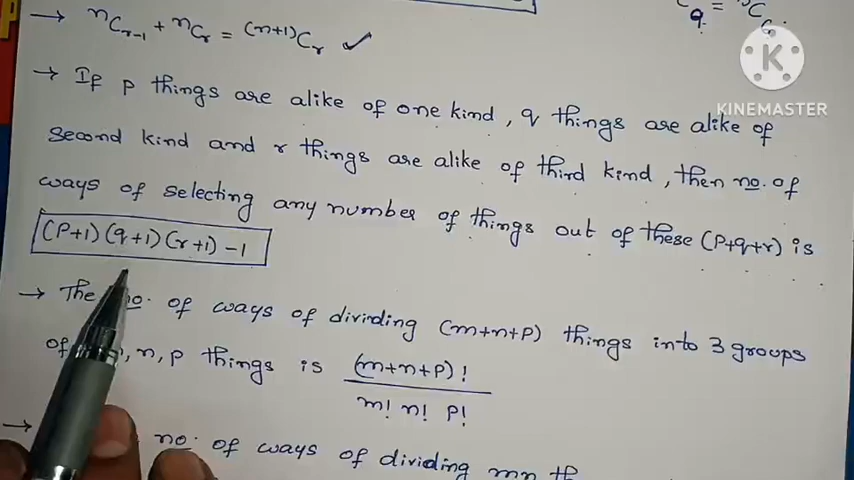 → ⁿCᵣ₋₁ + ⁿCᵣ = ⁽ⁿ⁺¹⁾Cᵣ ✓
KINEMASTER
→ If p things are alike of one kind, q things are alike of
second kind and r things are alike of third kind, then no. of
ways of selecting any number of things out of these (p+q+r) is
(P+1) (q+1) (r+1) - 1
→ The no. of ways of dividing (m+n+p) things into 3 groups
of n, p things is (m+n+p)! / m! n! p!
→ no. of ways of dividing mn th